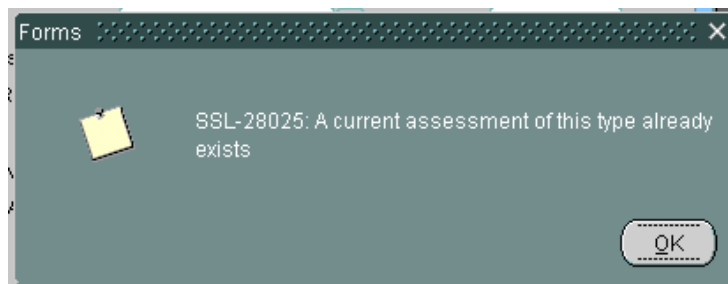 Forms
SSL-28025: A current assessment of this type already
exists
OK